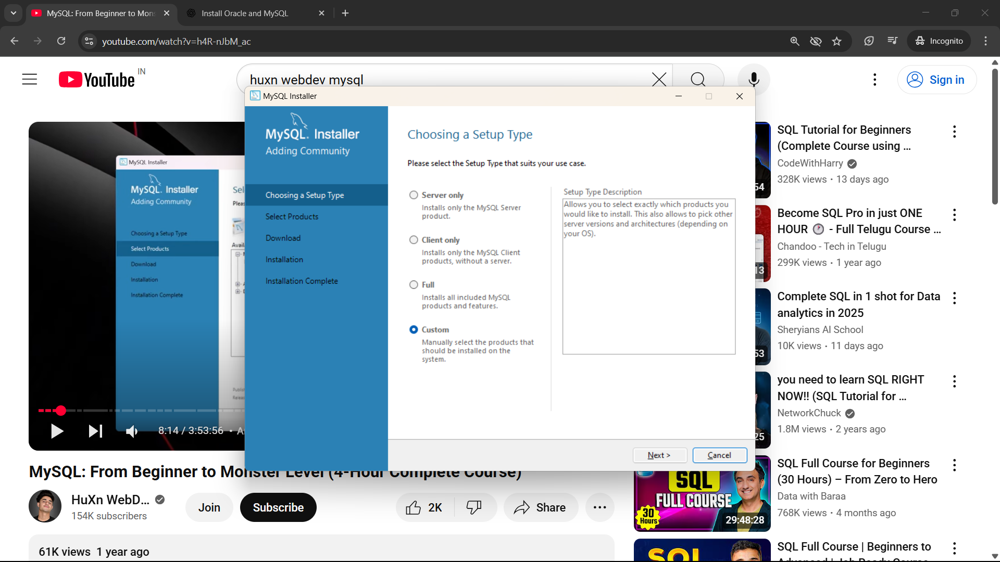 MySQL: From Beginner to Mons
Install Oracle and MySQL
youtube.com/watch?v=h4R-nJbM_ac
Incognito
YouTube IN
huxn webdev mysql
Sign in
MySQL Installer
MySQL. Installer
Adding Community
Choosing a Setup Type
Select Products
Download
Installation
Installation Complete
Choosing a Setup Type
Please select the Setup Type that suits your use case.
Server only
Installs only the MySQL Server
product.
Client only
Installs only the MySQL Client
products, without a server.
Full
Installs all included MySQL
products and features.
Custom
Manually select the products that
should be installed on the
system.
Setup Type Description
Allows you to select exactly which products you
would like to install. This also allows to pick other
server versions and architectures (depending on
your OS).
Next >
Cancel
MySQL Installer
MySQL. Installer
Adding Community
Choosing a Setup Type
Select Products
Download
Installation
Installation Complete
Sel
Pleas
Avail
Publis
Releas
8:14 / 3:53:56 • A
MySQL: From Beginner to Monster Level (4-Hour Complete Course)
HuXn WebD...
154K subscribers
Join
Subscribe
2K
Share
61K views 1 year ago
SQL Tutorial for Beginners
(Complete Course using ...
CodeWithHarry
328K views • 13 days ago
54
Become SQL Pro in just ONE
HOUR 🕐 - Full Telugu Course ...
Chandoo - Tech in Telugu
299K views • 1 year ago
13
Complete SQL in 1 shot for Data
analytics in 2025
Sheryians AI School
10K views • 11 days ago
53
you need to learn SQL RIGHT
NOW!! (SQL Tutorial for ...
NetworkChuck
1.8M views • 2 years ago
25
SQL
FULL COURSE
30
Hours
29:48:28
SQL Full Course for Beginners
(30 Hours) – From Zero to Hero
Data with Baraa
768K views • 4 months ago
SQL
SQL Full Course | Beginners to